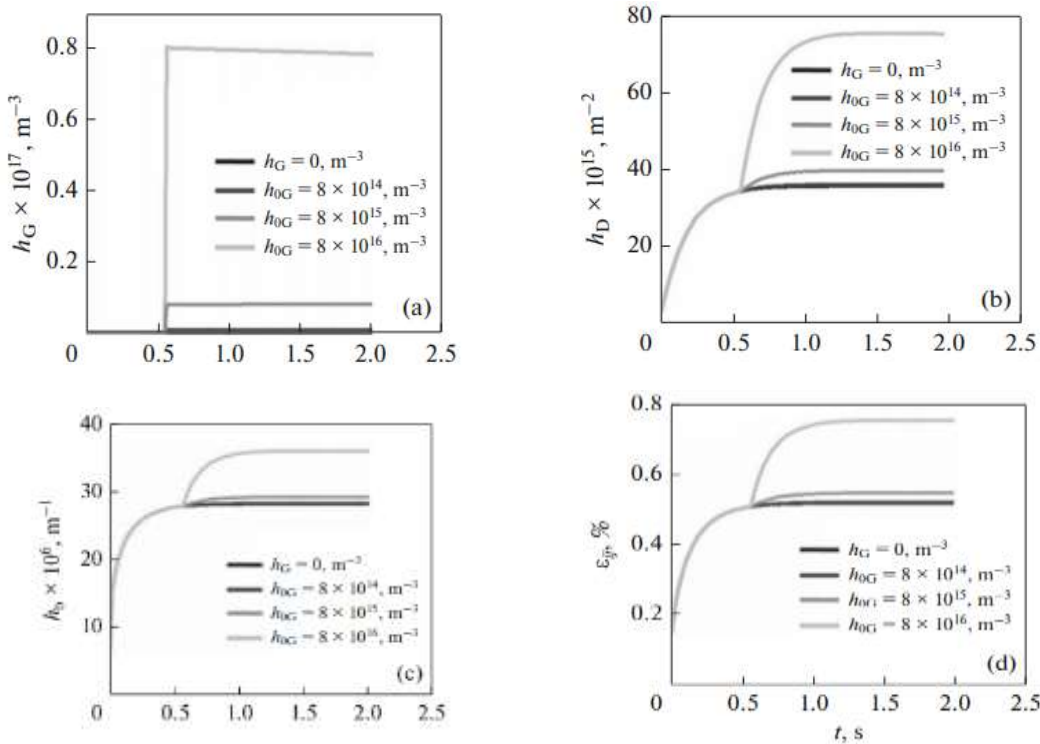 h_G × 10^17, m^−3
0.8
0.6
0.4
0.2
h_G = 0, m^−3
h_0G = 8 × 10^14, m^−3
h_0G = 8 × 10^15, m^−3
h_0G = 8 × 10^16, m^−3
(a)
0 0.5 1.0 1.5 2.0 2.5
h_D × 10^15, m^−2
80
60
40
20
h_G = 0, m^−3
h_0G = 8 × 10^14, m^−3
h_0G = 8 × 10^15, m^−3
h_0G = 8 × 10^16, m^−3
(b)
0 0.5 1.0 1.5 2.0 2.5
h_b × 10^6, m^−1
40
30
20
10
h_G = 0, m^−3
h_0G = 8 × 10^14, m^−3
h_0G = 8 × 10^15, m^−3
h_0G = 8 × 10^16, m^−3
(c)
0 0.5 1.0 1.5 2.0 2.5
%
0.8
0.6
0.4
0.2
h_G = 0, m^−3
h_0G = 8 × 10^14, m^−3
h_0G = 8 × 10^15, m^−3
h_0G = 8 × 10^16, m^−3
(d)
0 0.5 1.0 1.5 2.0 2.5
t, s